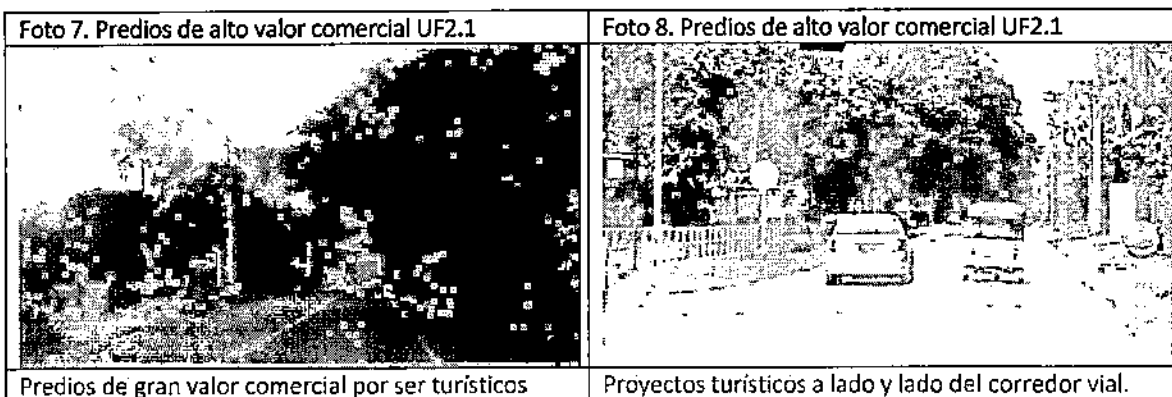 Foto 7. Predios de alto valor comercial UF2.1
Foto 8. Predios de alto valor comercial UF2.1
Predios de gran valor comercial por ser turísticos
Proyectos turísticos a lado y lado del corredor vial.